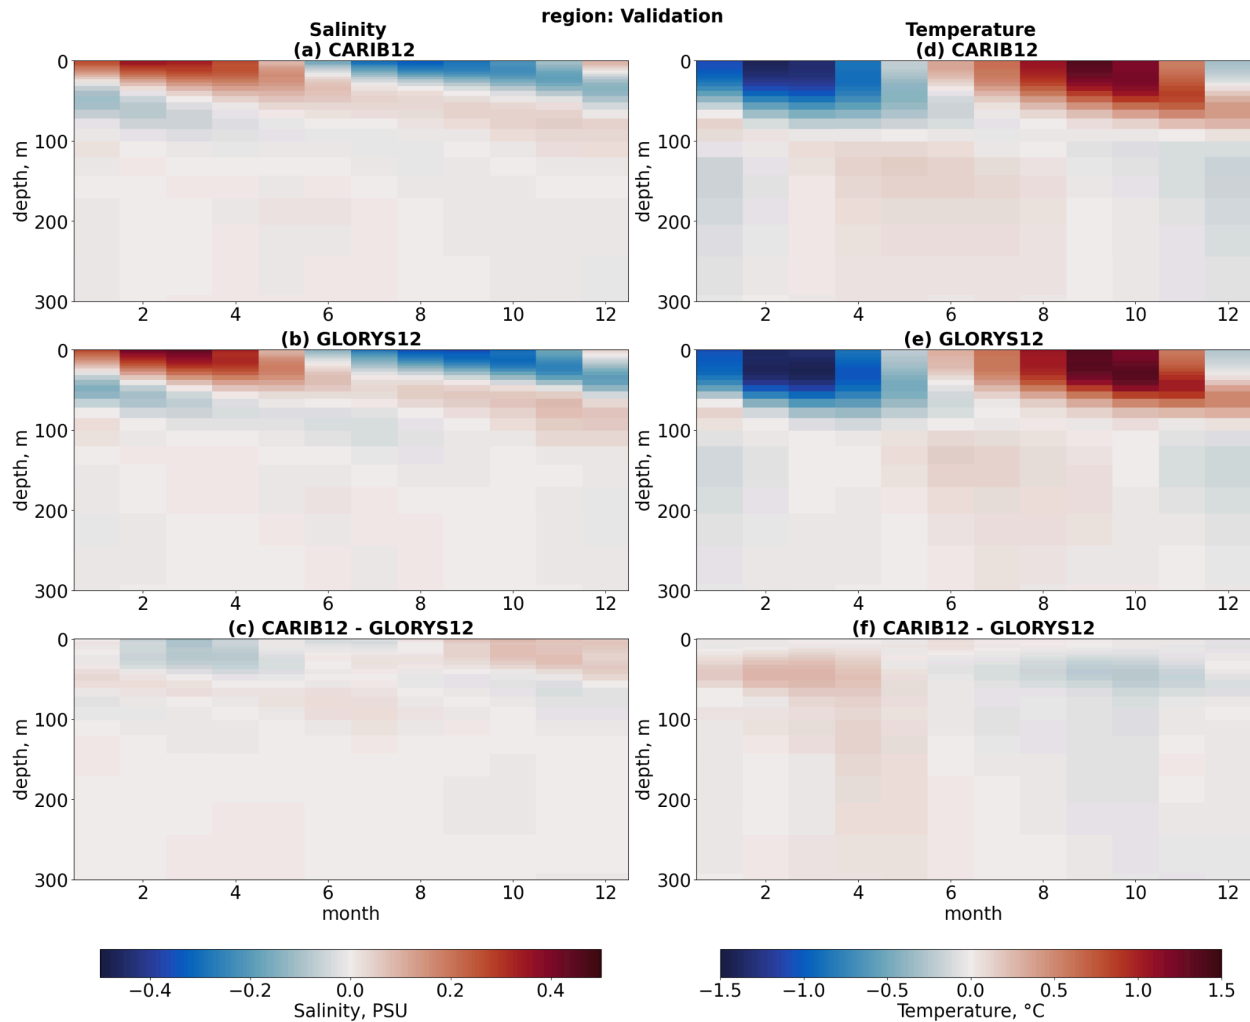 region: Validation
Salinity
(a) CARIB12
Temperature
(d) CARIB12
0
100
200
300
depth, m
2 4 6 8 10 12
0
100
200
300
depth, m
2 4 6 8 10 12
(b) GLORYS12
0
100
200
300
depth, m
2 4 6 8 10 12
(e) GLORYS12
0
100
200
300
depth, m
2 4 6 8 10 12
(c) CARIB12 - GLORYS12
0
100
200
300
depth, m
2 4 6 8 10 12
month
(f) CARIB12 - GLORYS12
0
100
200
300
depth, m
2 4 6 8 10 12
month
−0.4 −0.2 0.0 0.2 0.4
Salinity, PSU
−1.5 −1.0 −0.5 0.0 0.5 1.0 1.5
Temperature, °C